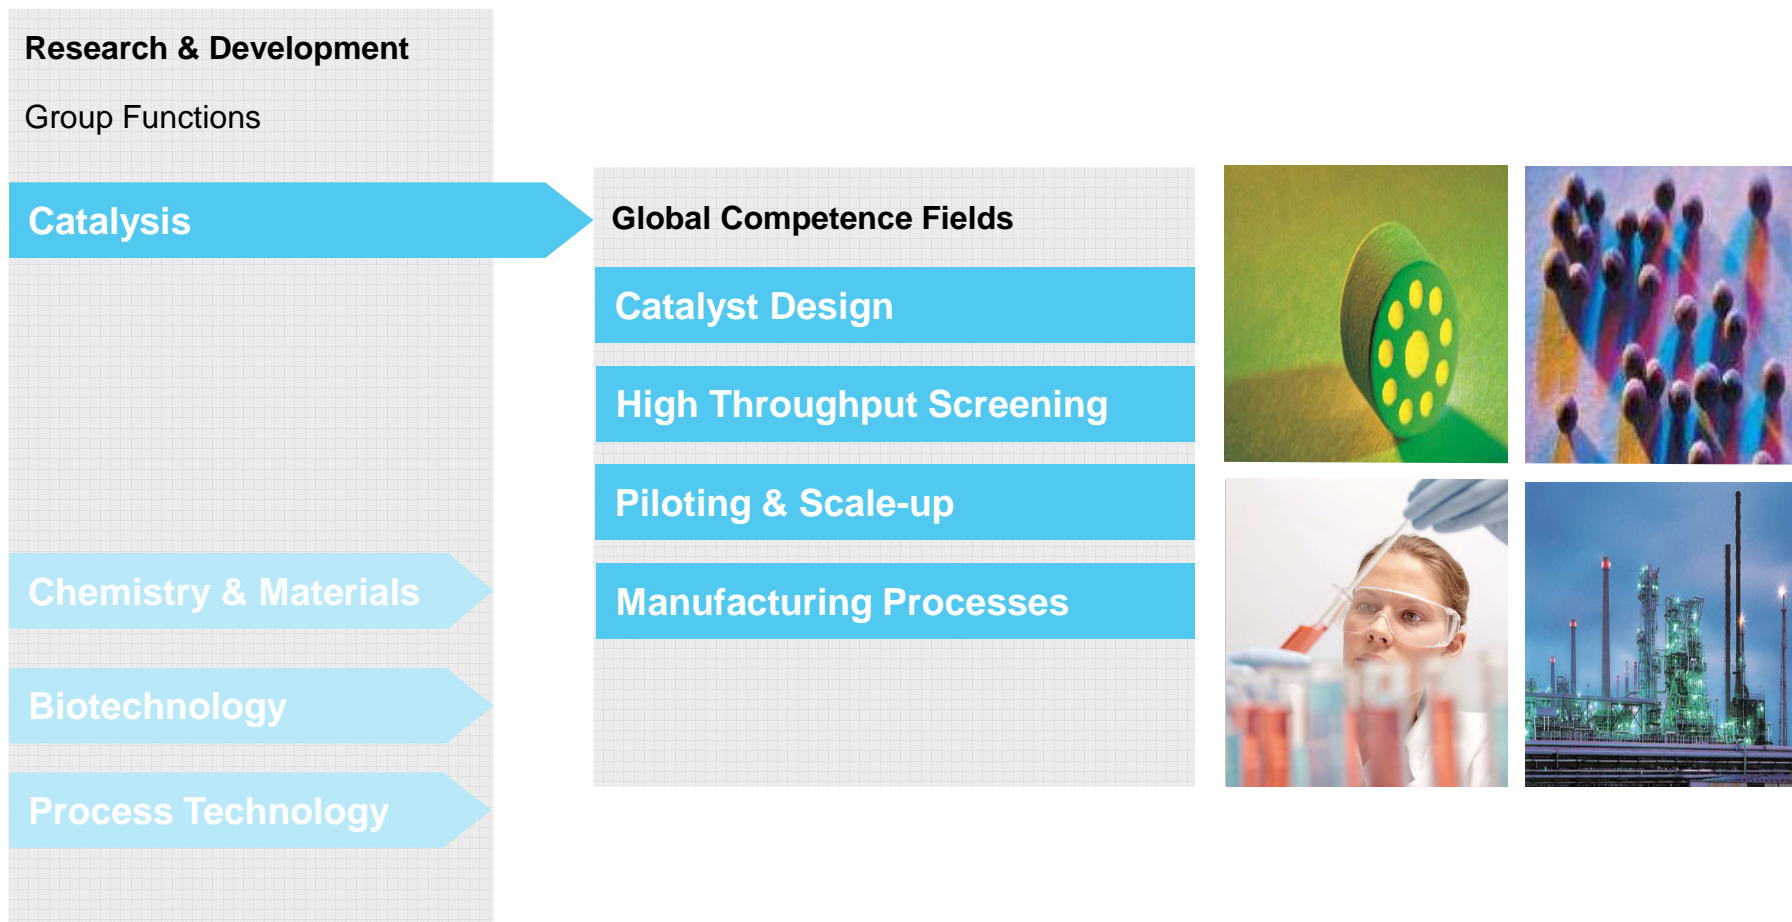 Research & Development
Group Functions
Catalysis
Chemistry & Materials
Biotechnology
Process Technology
Global Competence Fields
Catalyst Design
High Throughput Screening
Piloting & Scale-up
Manufacturing Processes